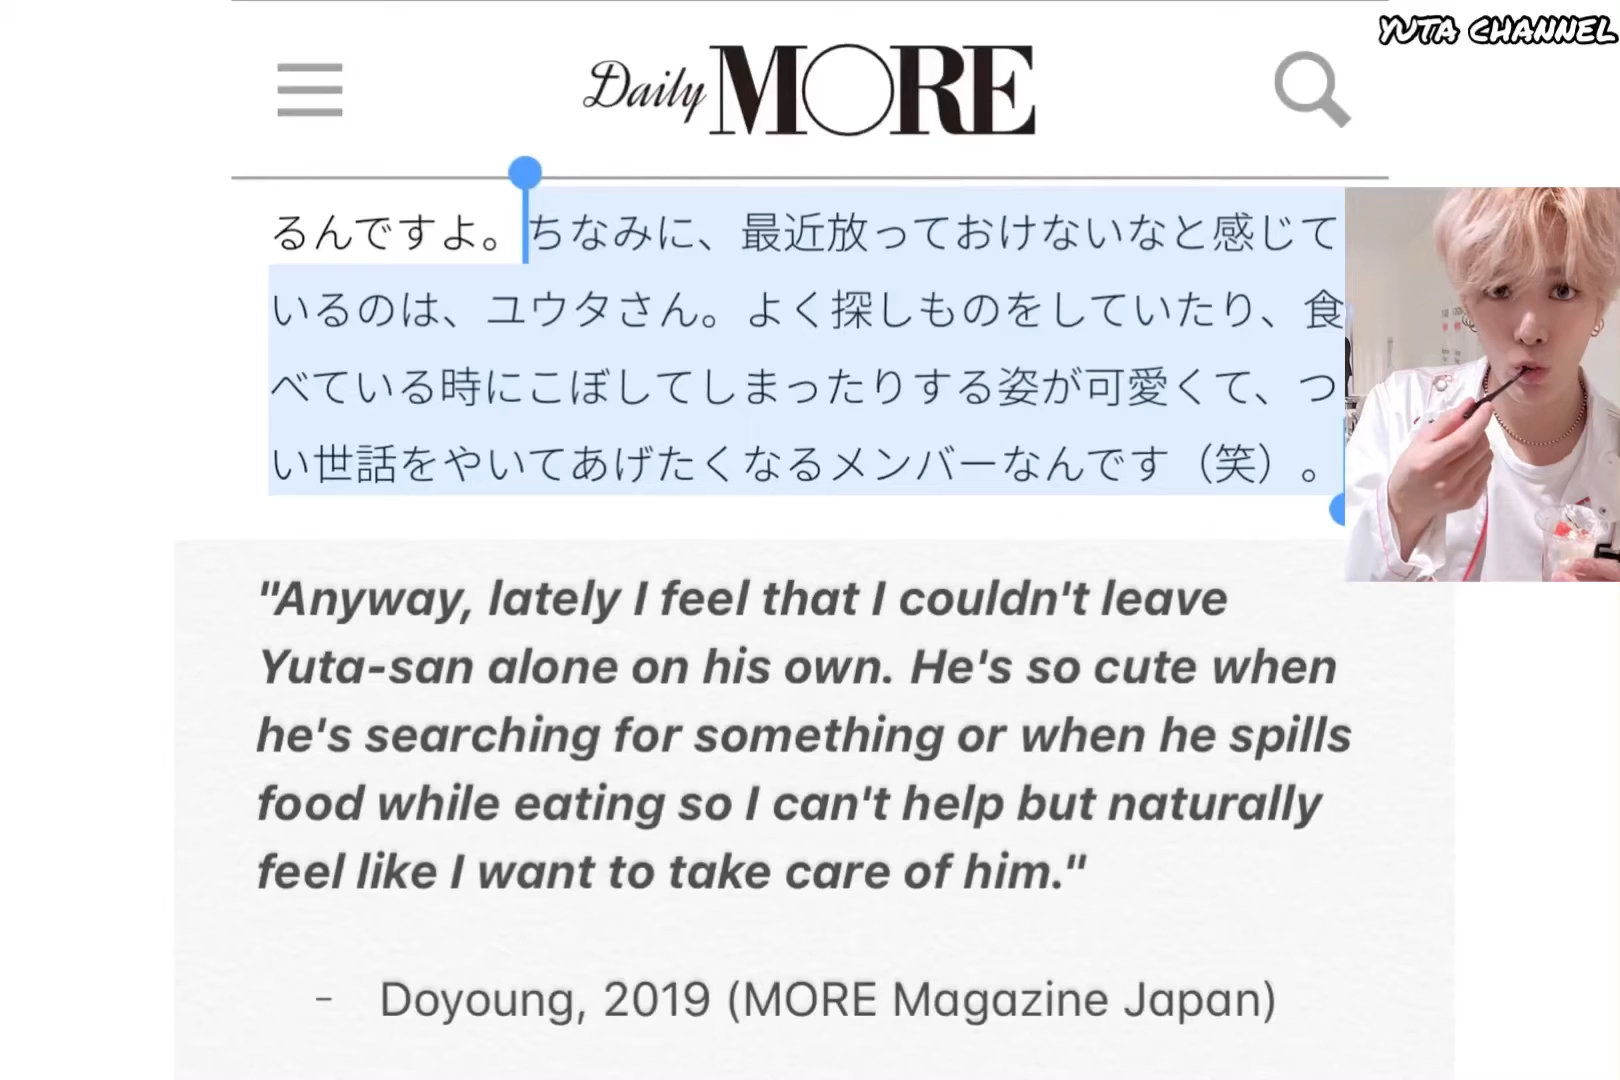 YUTA CHANNEL
Daily MORE
るんですよ。ちなみに、最近放っておけないなと感じて
いるのは、ユウタさん。よく探しものをしていたり、食
べている時にこぼしてしまったりする姿が可愛くて、つ
い世話をやいてあげたくなるメンバーなんです（笑）。
"Anyway, lately I feel that I couldn't leave
Yuta-san alone on his own. He's so cute when
he's searching for something or when he spills
food while eating so I can't help but naturally
feel like I want to take care of him."
- Doyoung, 2019 (MORE Magazine Japan)